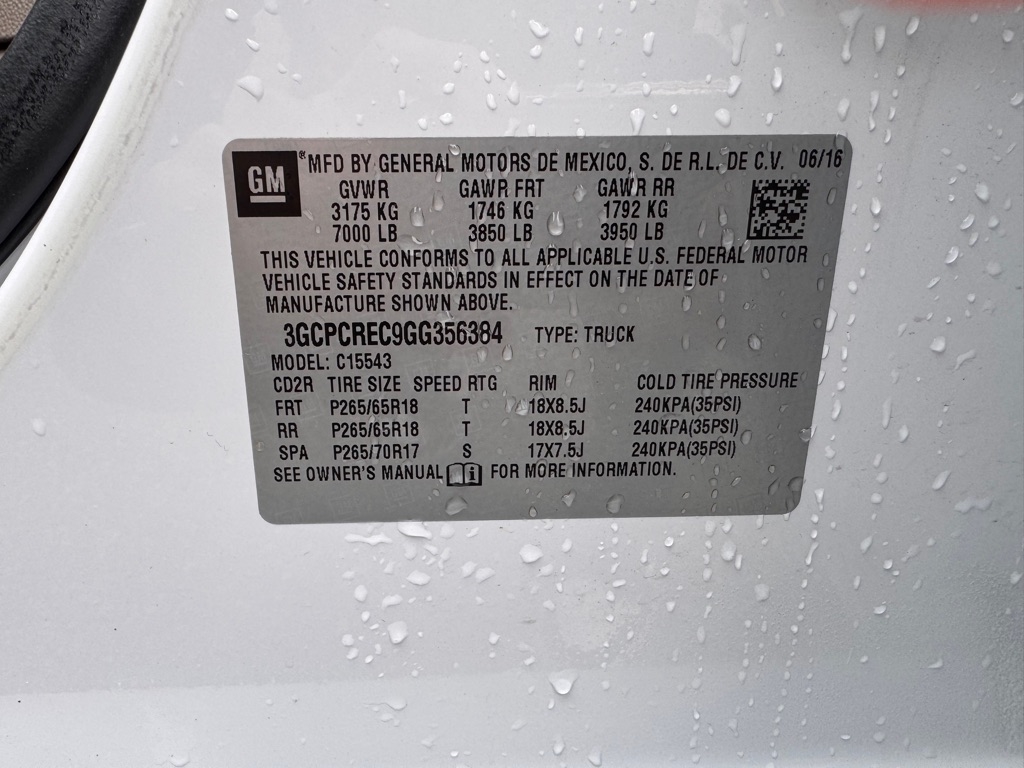 GM ® MFD BY GENERAL MOTORS DE MEXICO, S. DE R.L. DE C.V. 06/16
GVWR GAWR FRT GAWR RR
3175 KG 1746 KG 1792 KG
7000 LB 3850 LB 3950 LB
THIS VEHICLE CONFORMS TO ALL APPLICABLE U.S. FEDERAL MOTOR
VEHICLE SAFETY STANDARDS IN EFFECT ON THE DATE OF
MANUFACTURE SHOWN ABOVE.
3GCPCREC9GG356384 TYPE: TRUCK
MODEL: C15543
CD2R TIRE SIZE SPEED RTG RIM COLD TIRE PRESSURE
FRT P265/65R18 T 18X8.5J 240KPA(35PSI)
RR P265/65R18 T 18X8.5J 240KPA(35PSI)
SPA P265/70R17 S 17X7.5J 240KPA(35PSI)
SEE OWNER'S MANUAL FOR MORE INFORMATION.